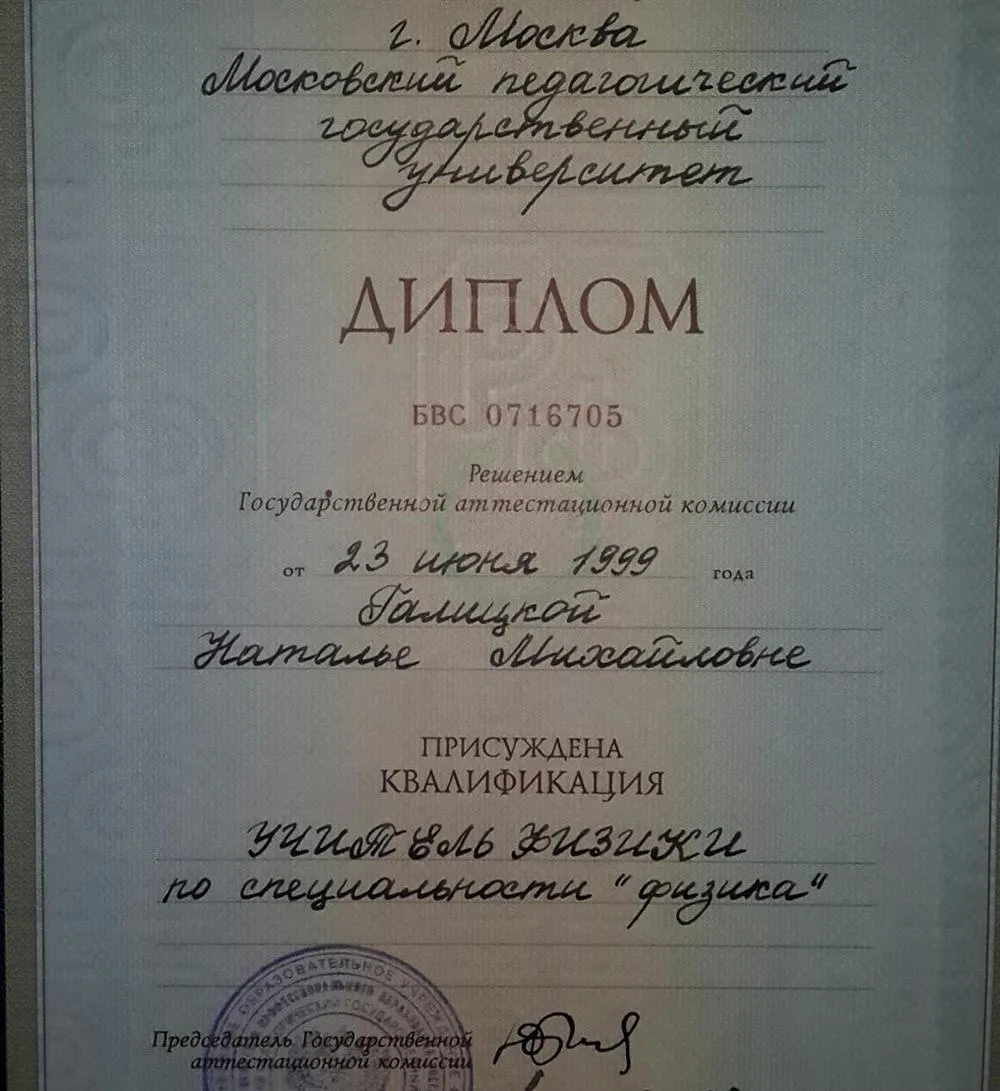 г. Москва
Московский педагогический
государственный
университет
ДИПЛОМ
БВС 0716705
Решением
Государственной аттестационной комиссии
от 23 июня 1999 года
Галицкой
Наталье Михайловне
ПРИСУЖДЕНА
КВАЛИФИКАЦИЯ
УЧИТЕЛЬ ФИЗИКИ
по специальности "физика"
ОБРАЗОВАТЕЛЬНОЕ
Председатель Государственной
аттестационной комиссии